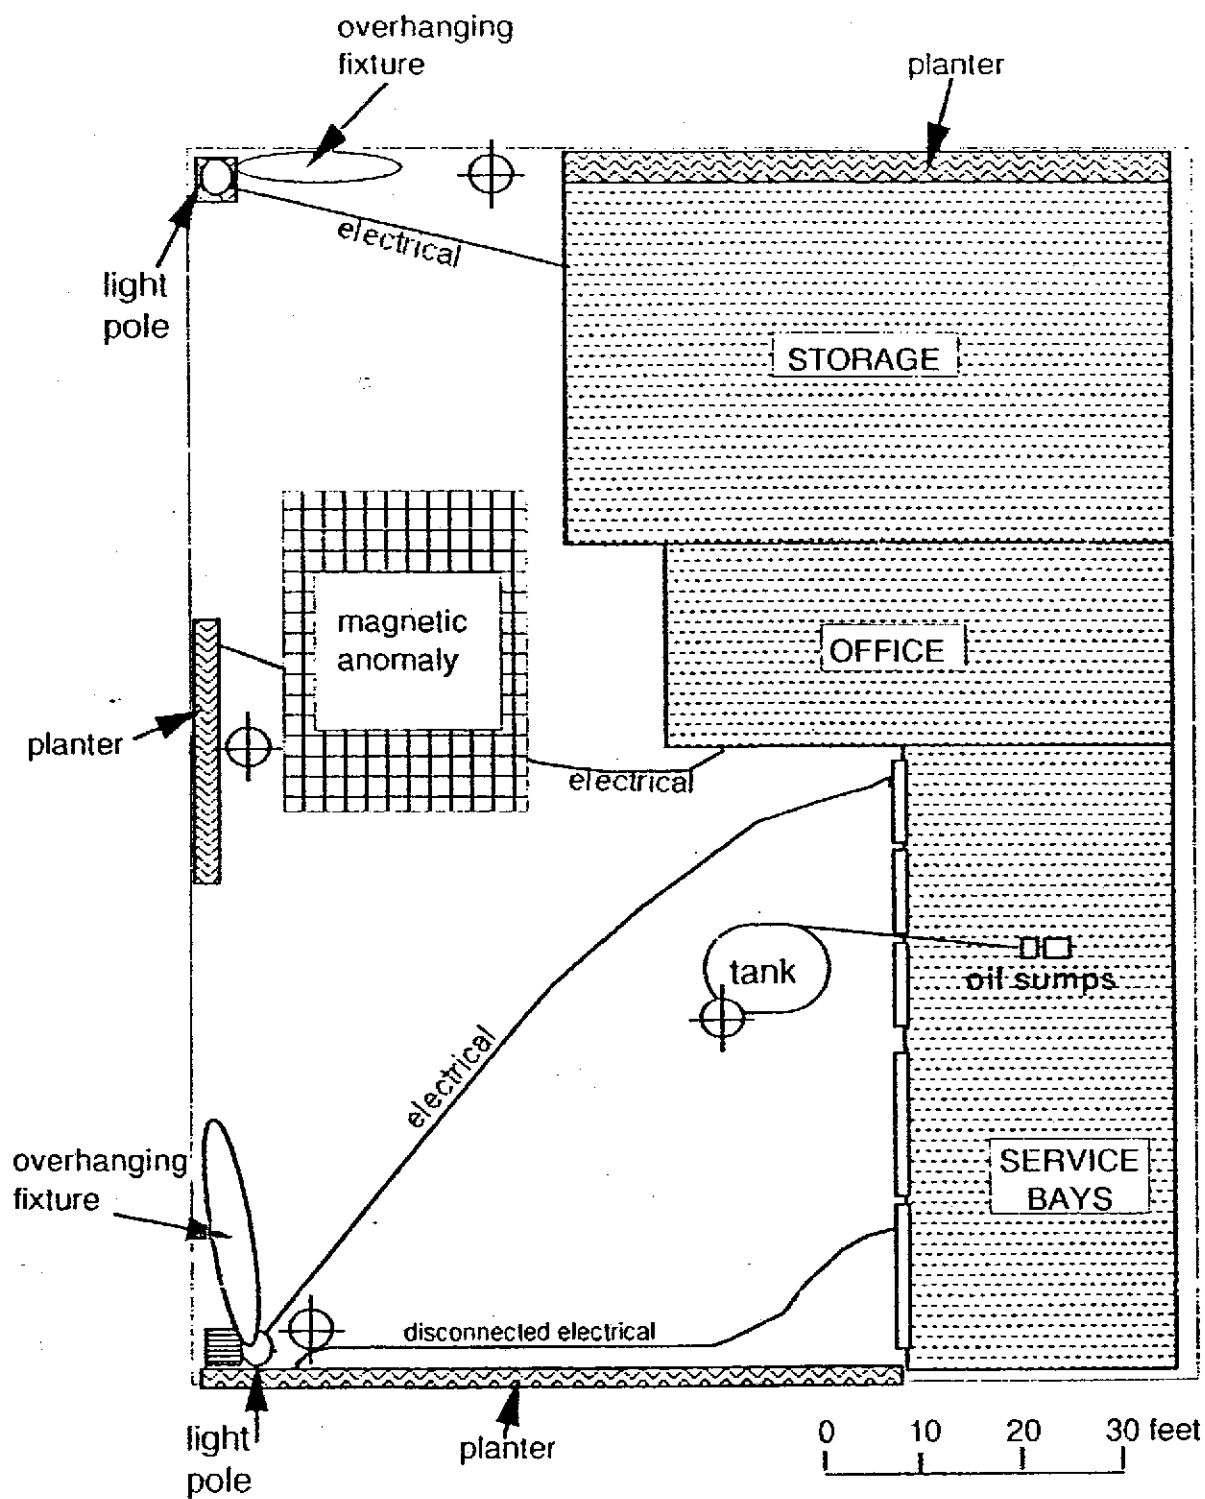 overhanging
fixture
planter
electrical
light
pole
STORAGE
magnetic
anomaly
OFFICE
planter
electrical
tank
oil sumps
electrical
overhanging
fixture
SERVICE
BAYS
disconnected electrical
light
pole
planter
0 10 20 30 feet